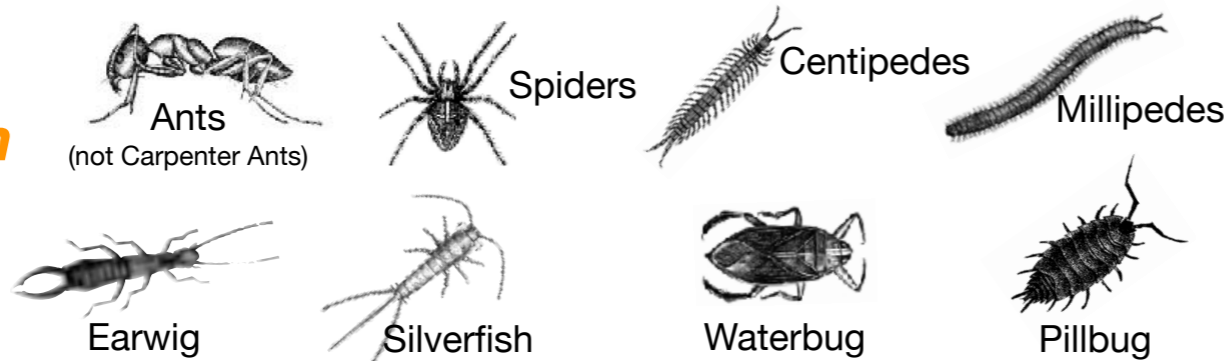 Ants
(not Carpenter Ants)
Spiders
Centipedes
Millipedes
Earwig
Silverfish
Waterbug
Pillbug